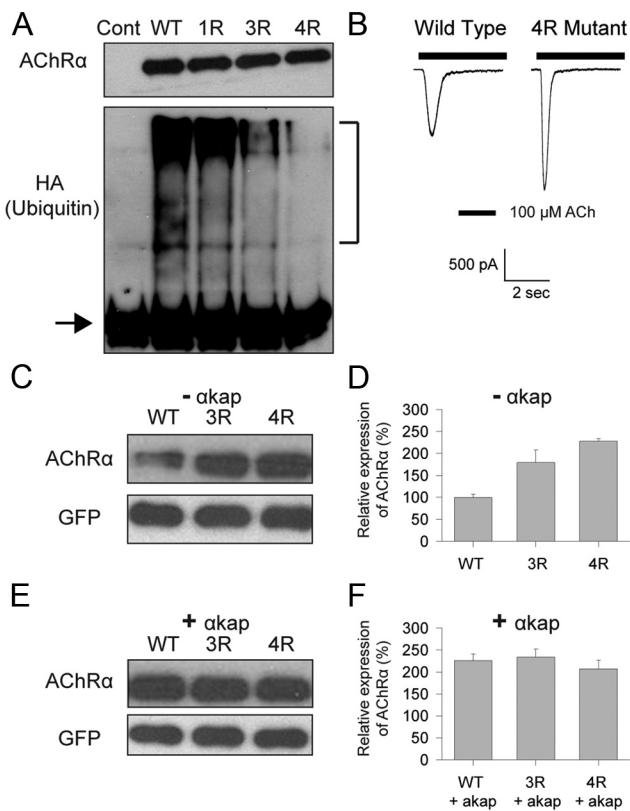 A
Cont WT 1R 3R 4R
AChRα
HA
(Ubiquitin)
B
Wild Type 4R Mutant
100 µM ACh
500 pA
2 sec
C
- αkap
WT 3R 4R
AChRα
GFP
D
- αkap
Relative expression
of AChRα (%)
300
250
200
150
100
50
0
WT 3R 4R
E
+ αkap
WT 3R 4R
AChRα
GFP
F
+ αkap
Relative expression
of AChRα (%)
300
250
200
150
100
50
0
WT 3R 4R
+ akap + akap + akap